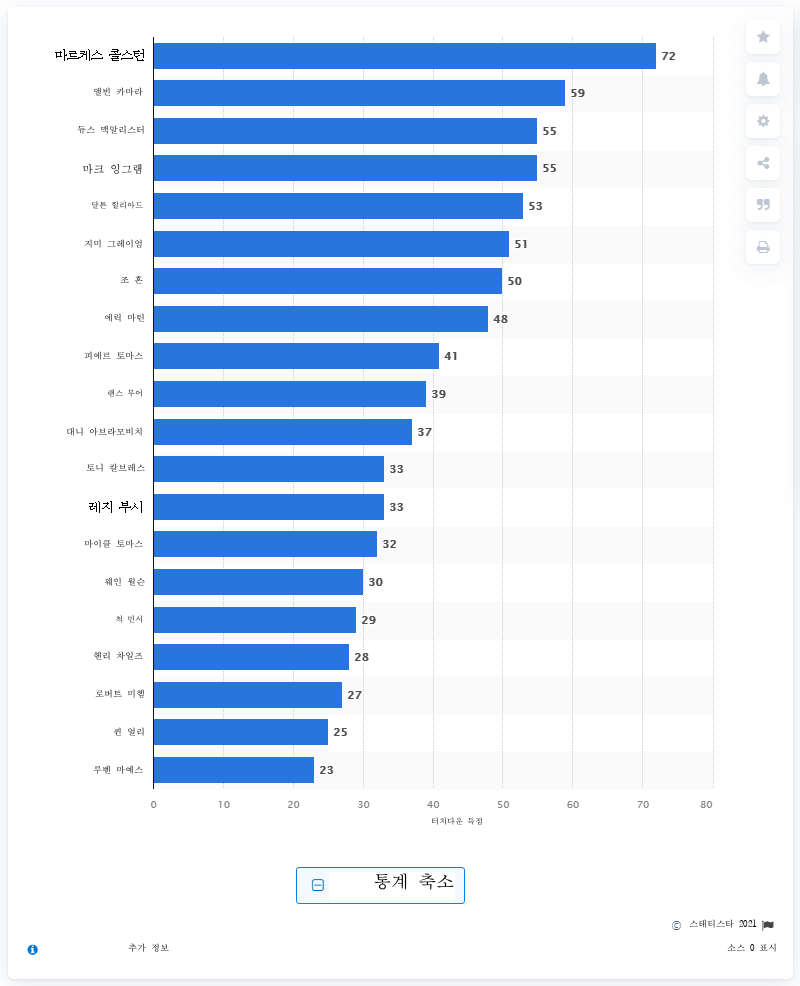 마르케스 콜스턴 72
앨빈 카마라 59
듀스 맥알리스터 55
마크 잉그램 55
달튼 힐리아드 53
지미 그레이엄 51
조 혼 50
에릭 마틴 48
피에르 토마스 41
랜스 무어 39
대니 아브라모비치 37
토니 갈브레스 33
레지 부시 33
마이클 토마스 32
웨인 윌슨 30
척 먼시 29
헨리 차일즈 28
로버트 미첌 27
퀸 얼리 25
루벤 마예스 23
0 10 20 30 40 50 60 70 80
터치다운 득점
통계 축소
© 스태티스타 2021
추가 정보 소스 0 표시